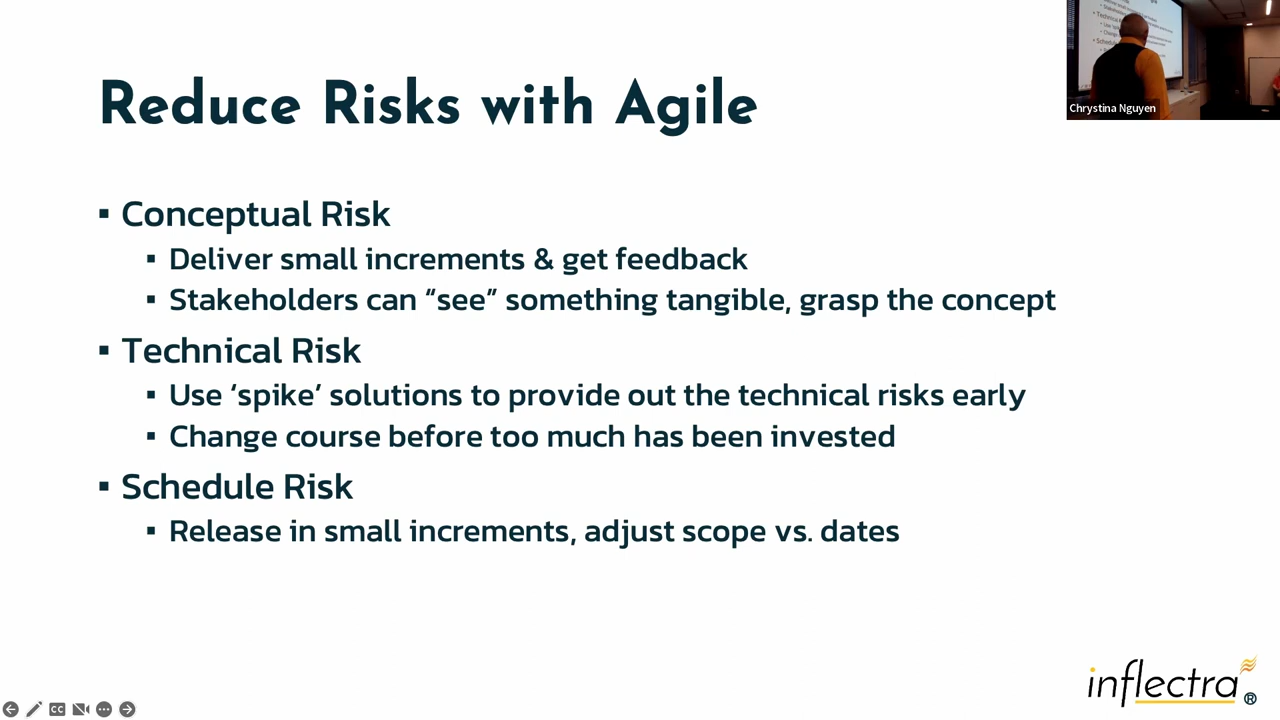 Reduce Risks with Agile
Chrystina Nguyen
▪ Conceptual Risk
▪ Deliver small increments & get feedback
▪ Stakeholders can “see” something tangible, grasp the concept
▪ Technical Risk
▪ Use ‘spike’ solutions to provide out the technical risks early
▪ Change course before too much has been invested
▪ Schedule Risk
▪ Release in small increments, adjust scope vs. dates
inflectra®
CC